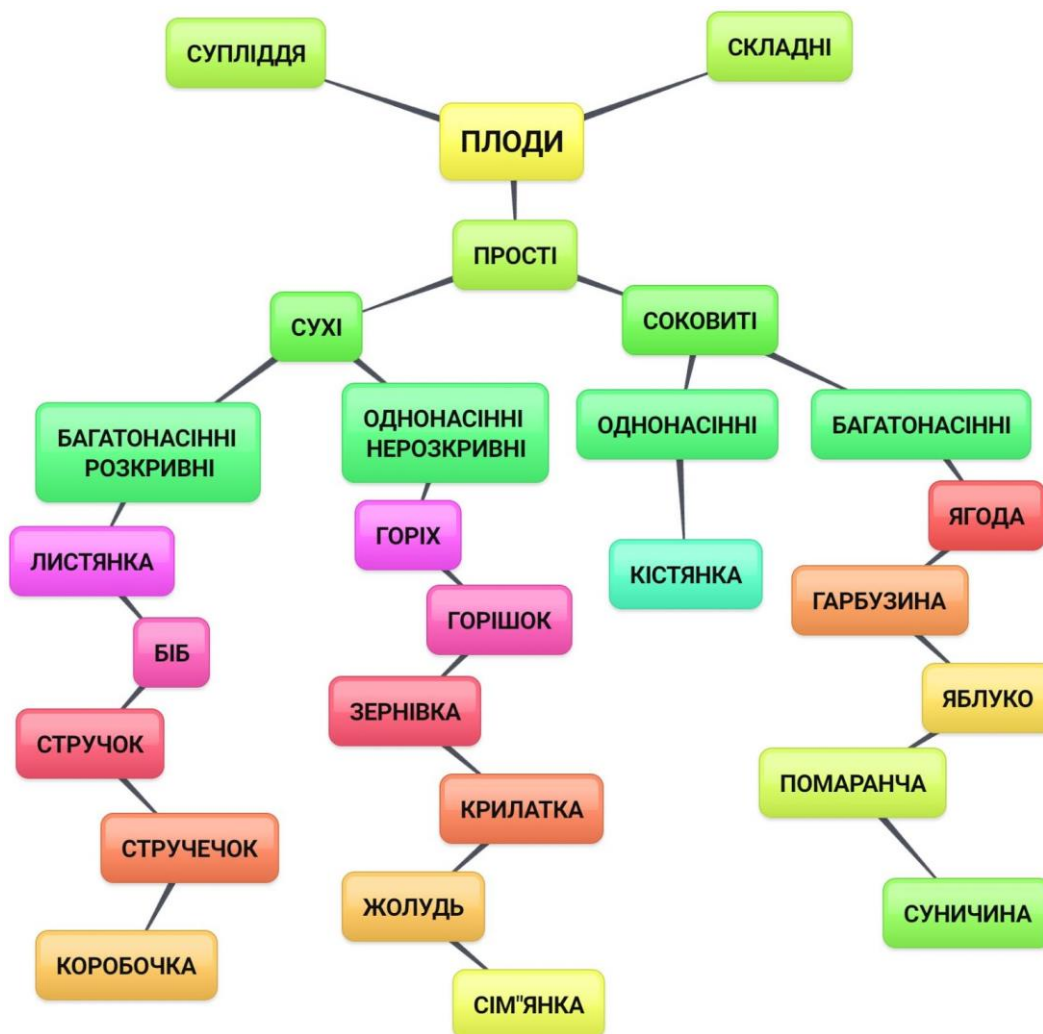 СУПЛІДДЯ
СКЛАДНІ
ПЛОДИ
ПРОСТІ
СУХІ
СОКОВИТІ
БАГАТОНАСІННІ
РОЗКРИВНІ
ОДНОНАСІННІ
НЕРОЗКРИВНІ
ОДНОНАСІННІ
БАГАТОНАСІННІ
ЛИСТЯНКА
БІБ
СТРУЧОК
СТРУЧЕЧОК
КОРОБОЧКА
ГОРІХ
ГОРІШОК
ЗЕРНІВКА
КРИЛАТКА
ЖОЛУДЬ
СІМ"ЯНКА
КІСТЯНКА
ЯГОДА
ГАРБУЗИНА
ЯБЛУКО
ПОМАРАНЧА
СУНИЧИНА